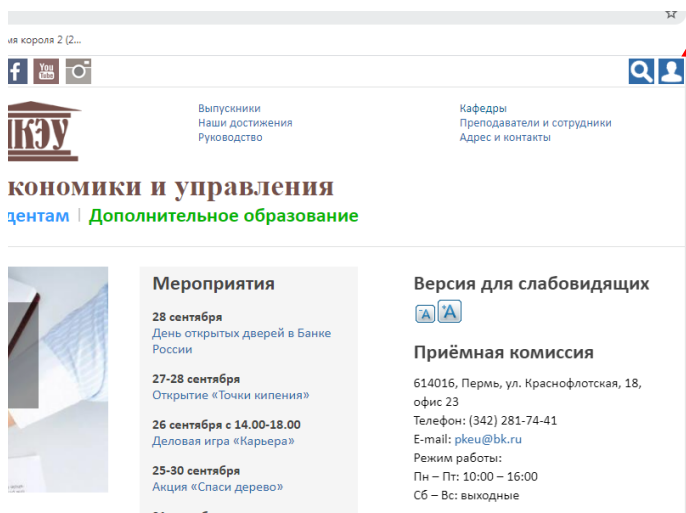 мя короля 2 (2...
f You Tube
Выпускники
Наши достижения
Руководство
Кафедры
Преподаватели и сотрудники
Адрес и контакты
КЭУ
кономики и управления
дентам | Дополнительное образование
Мероприятия
28 сентября
День открытых дверей в Банке
России
27-28 сентября
Открытие «Точки кипения»
26 сентября с 14.00-18.00
Деловая игра «Карьера»
25-30 сентября
Акция «Спаси дерево»
Версия для слабовидящих
-A +A
Приёмная комиссия
614016, Пермь, ул. Краснофлотская, 18,
офис 23
Телефон: (342) 281-74-41
E-mail: pkeu@bk.ru
Режим работы:
Пн – Пт: 10:00 – 16:00
Сб – Вс: выходные